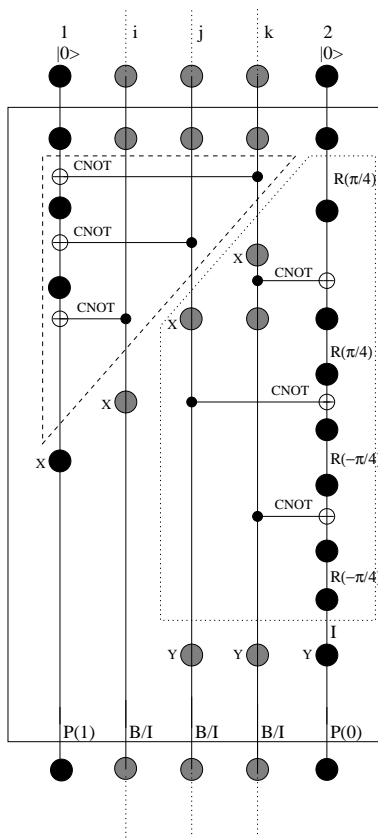 1 i j k 2
|0> |0>
CNOT
R(π/4)
CNOT
X
CNOT
CNOT
X
R(π/4)
CNOT
X
X
R(−π/4)
CNOT
R(−π/4)
I
Y Y Y
P(1) B/I B/I B/I P(0)